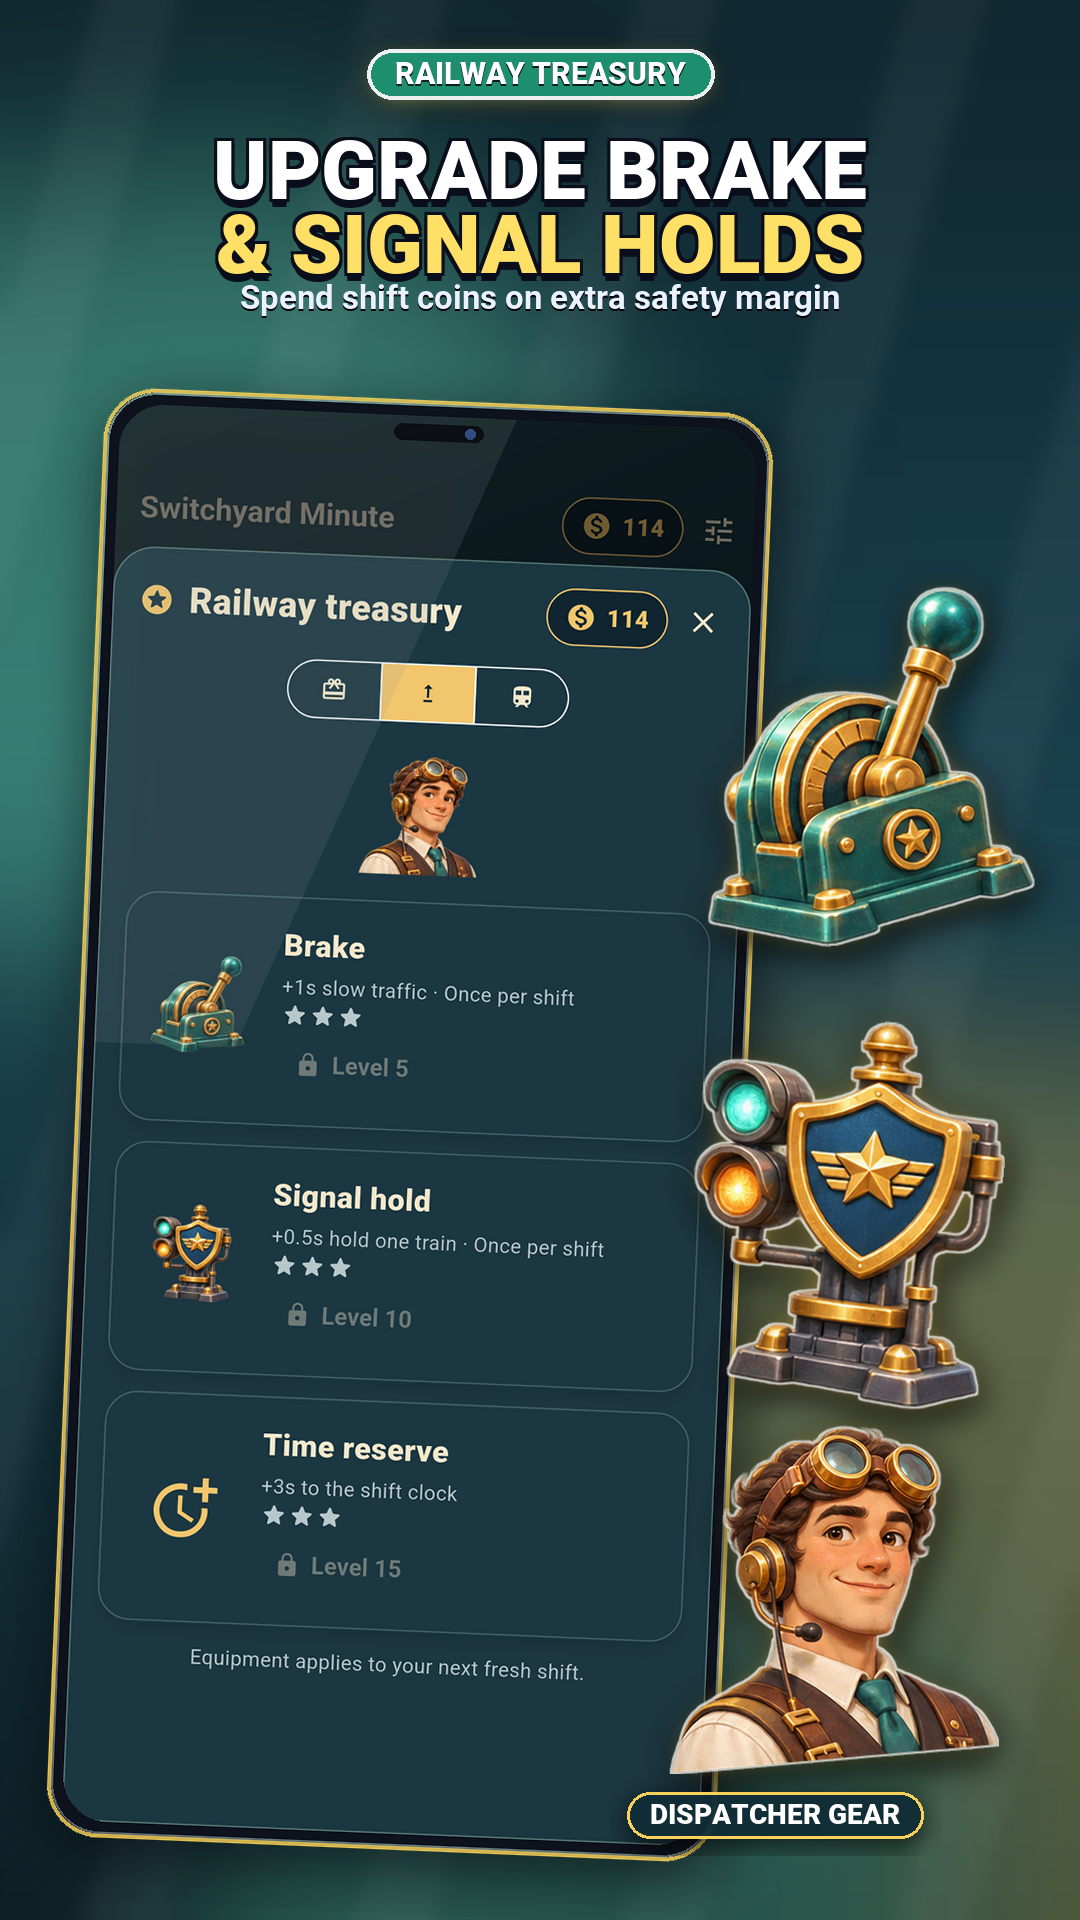 RAILWAY TREASURY
UPGRADE BRAKE
& SIGNAL HOLDS
Spend shift coins on extra safety margin
Switchyard Minute
114
Railway treasury
114
Brake
+1s slow traffic · Once per shift
Level 5
Signal hold
+0.5s hold one train · Once per shift
Level 10
Time reserve
+3s to the shift clock
Level 15
Equipment applies to your next fresh shift.
DISPATCHER GEAR